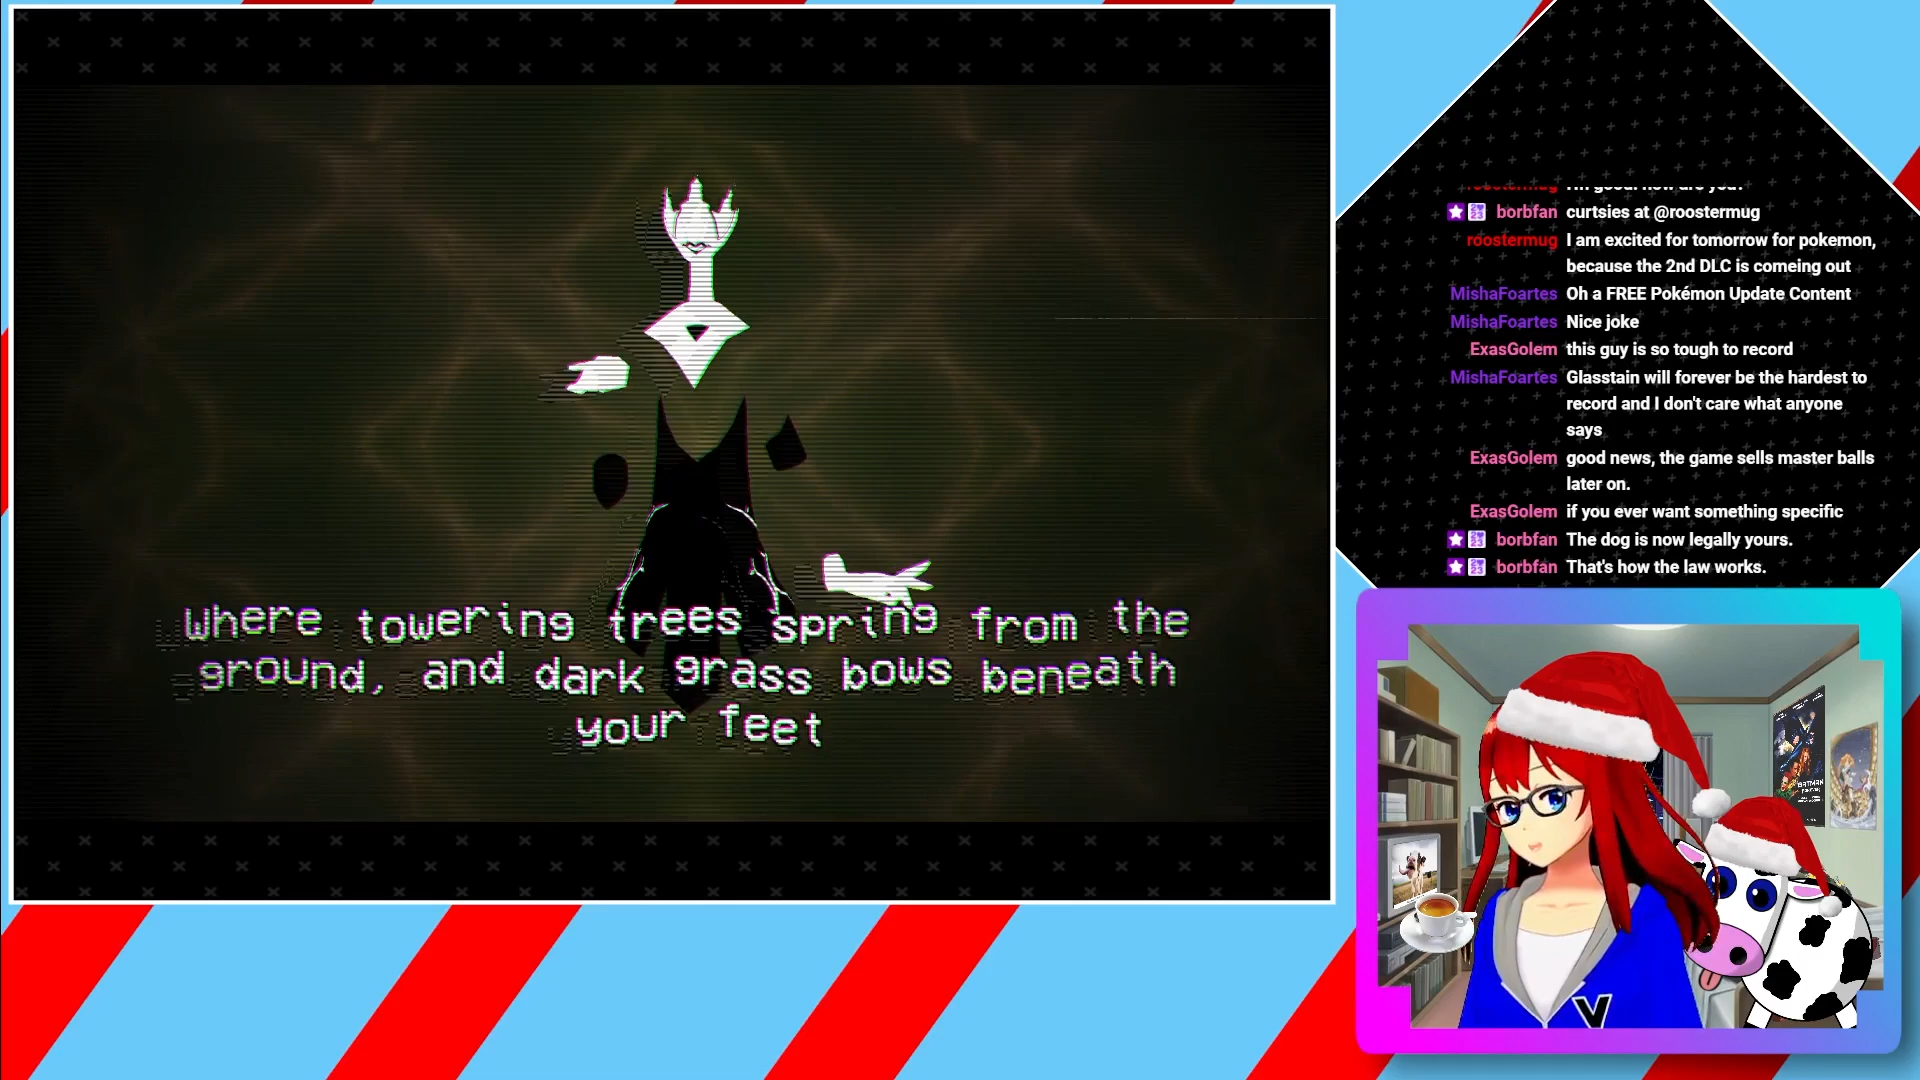 Where towering trees spring from the
ground, and dark grass bows beneath
your feet
borbfan curtsies at @roostermug
roostermug I am excited for tomorrow for pokemon,
because the 2nd DLC is comeing out
MishaFoartes Oh a FREE Pokémon Update Content
MishaFoartes Nice joke
ExasGolem this guy is so tough to record
MishaFoartes Glasstain will forever be the hardest to
record and I don't care what anyone
says
ExasGolem good news, the game sells master balls
later on.
ExasGolem if you ever want something specific
borbfan The dog is now legally yours.
borbfan That's how the law works.
BATMAN
V